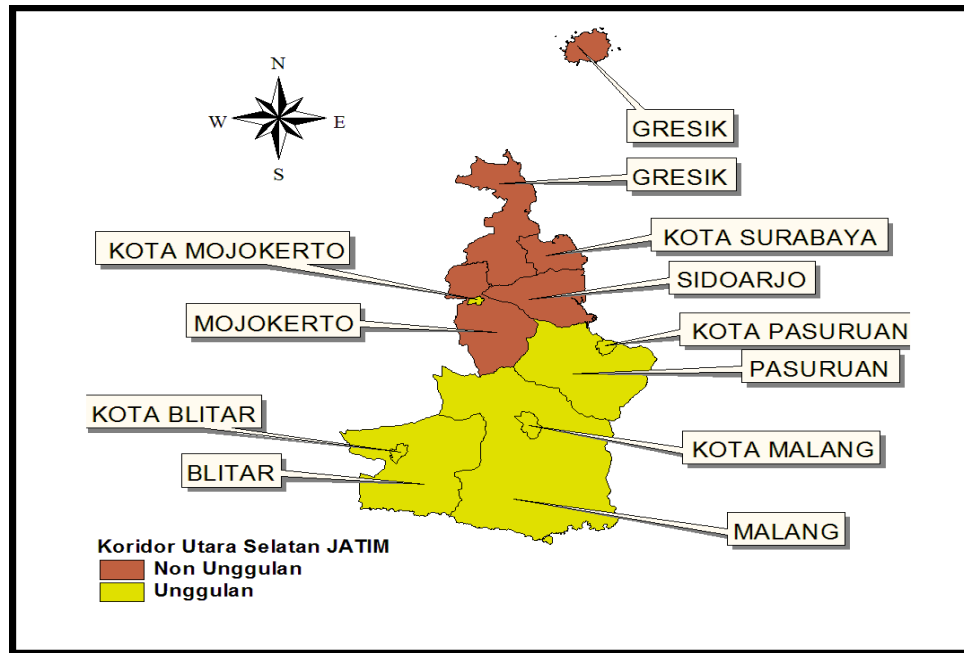 N
W
E
S
GRESIK
GRESIK
KOTA SURABAYA
KOTA MOJOKERTO
SIDOARJO
MOJOKERTO
KOTA PASURUAN
PASURUAN
KOTA BLITAR
KOTA MALANG
BLITAR
MALANG
Koridor Utara Selatan JATIM
Non Unggulan
Unggulan